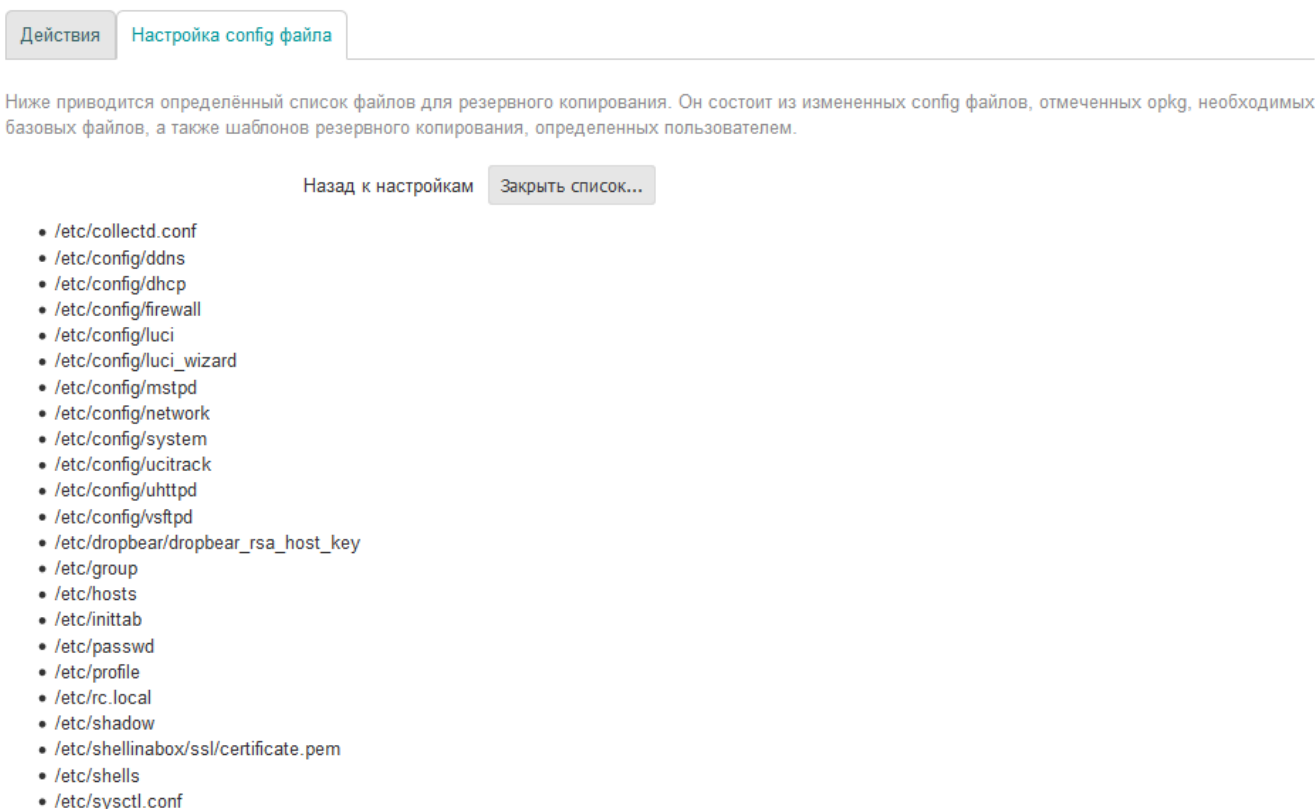 Действия
Настройка config файла
Ниже приводится определённый список файлов для резервного копирования. Он состоит из измененных config файлов, отмеченных opkg, необходимых
базовых файлов, а также шаблонов резервного копирования, определенных пользователем.
Назад к настройкам
Закрыть список...
• /etc/collectd.conf
• /etc/config/ddns
• /etc/config/dhcp
• /etc/config/firewall
• /etc/config/luci
• /etc/config/luci_wizard
• /etc/config/mstpd
• /etc/config/network
• /etc/config/system
• /etc/config/ucitrack
• /etc/config/uhttpd
• /etc/config/vsftpd
• /etc/dropbear/dropbear_rsa_host_key
• /etc/group
• /etc/hosts
• /etc/inittab
• /etc/passwd
• /etc/profile
• /etc/rc.local
• /etc/shadow
• /etc/shellinabox/ssl/certificate.pem
• /etc/shells
• /etc/sysctl.conf